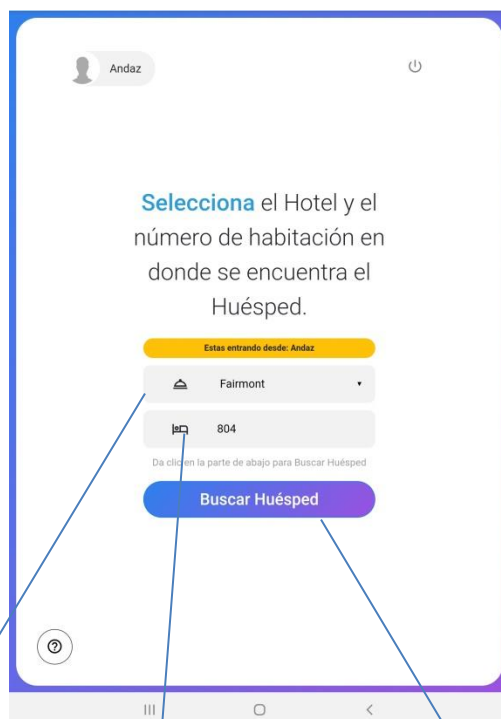 Andaz
Selecciona el Hotel y el
número de habitación en
donde se encuentra el
Huésped.
Estas entrando desde: Andaz
Fairmont
804
Da clic en la parte de abajo para Buscar Huésped
Buscar Huésped